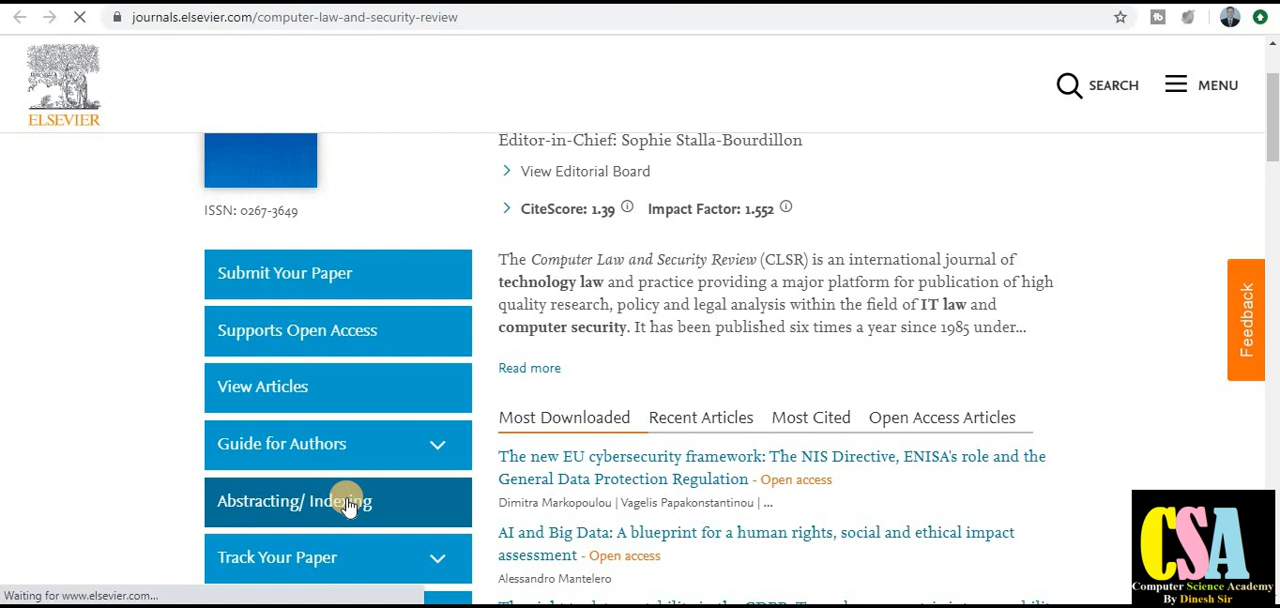 journals.elsevier.com/computer-law-and-security-review
ELSEVIER
SEARCH
MENU
Editor-in-Chief: Sophie Stalla-Bourdillon
> View Editorial Board
ISSN: 0267-3649
> CiteScore: 1.39 Impact Factor: 1.552
Submit Your Paper
Supports Open Access
View Articles
Guide for Authors
Abstracting/ Indexing
Track Your Paper
The Computer Law and Security Review (CLSR) is an international journal of
technology law and practice providing a major platform for publication of high
quality research, policy and legal analysis within the field of IT law and
computer security. It has been published six times a year since 1985 under...
Read more
Most Downloaded Recent Articles Most Cited Open Access Articles
The new EU cybersecurity framework: The NIS Directive, ENISA's role and the
General Data Protection Regulation - Open access
Dimitra Markopoulou | Vagelis Papakonstantinou | ...
AI and Big Data: A blueprint for a human rights, social and ethical impact
assessment - Open access
Alessandro Mantelero
Feedback
Waiting for www.elsevier.com...
CSA
Computer Science Academy
By Dinesh Sir